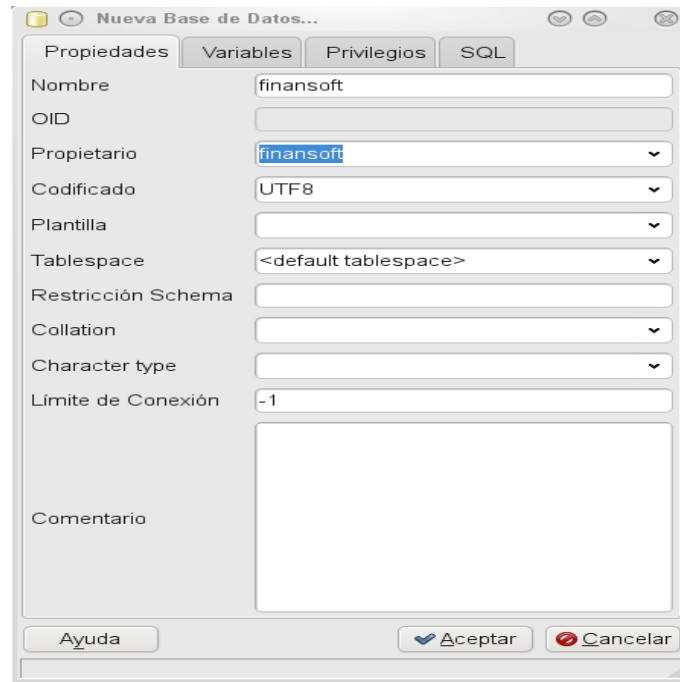 Nueva Base de Datos...
Propiedades Variables Privilegios SQL
Nombre finansoft
OID
Propietario finansoft
Codificado UTF8
Plantilla
Tablespace <default tablespace>
Restricción Schema
Collation
Character type
Límite de Conexión -1
Comentario
Ayuda Aceptar Cancelar